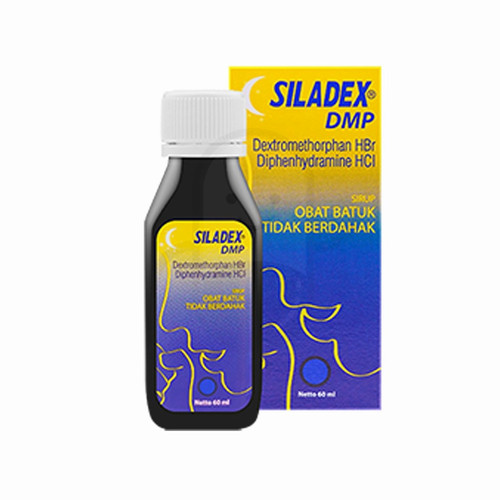 SILADEX®
DMP
Dextromethorphan HBr
Diphenhydramine HCl
SIRUP
OBAT BATUK
TIDAK BERDAHAK
Netto 60 ml
SILADEX®
DMP
Dextromethorphan HBr
Diphenhydramine HCl
SIRUP
OBAT BATUK
TIDAK BERDAHAK
Netto 60 ml